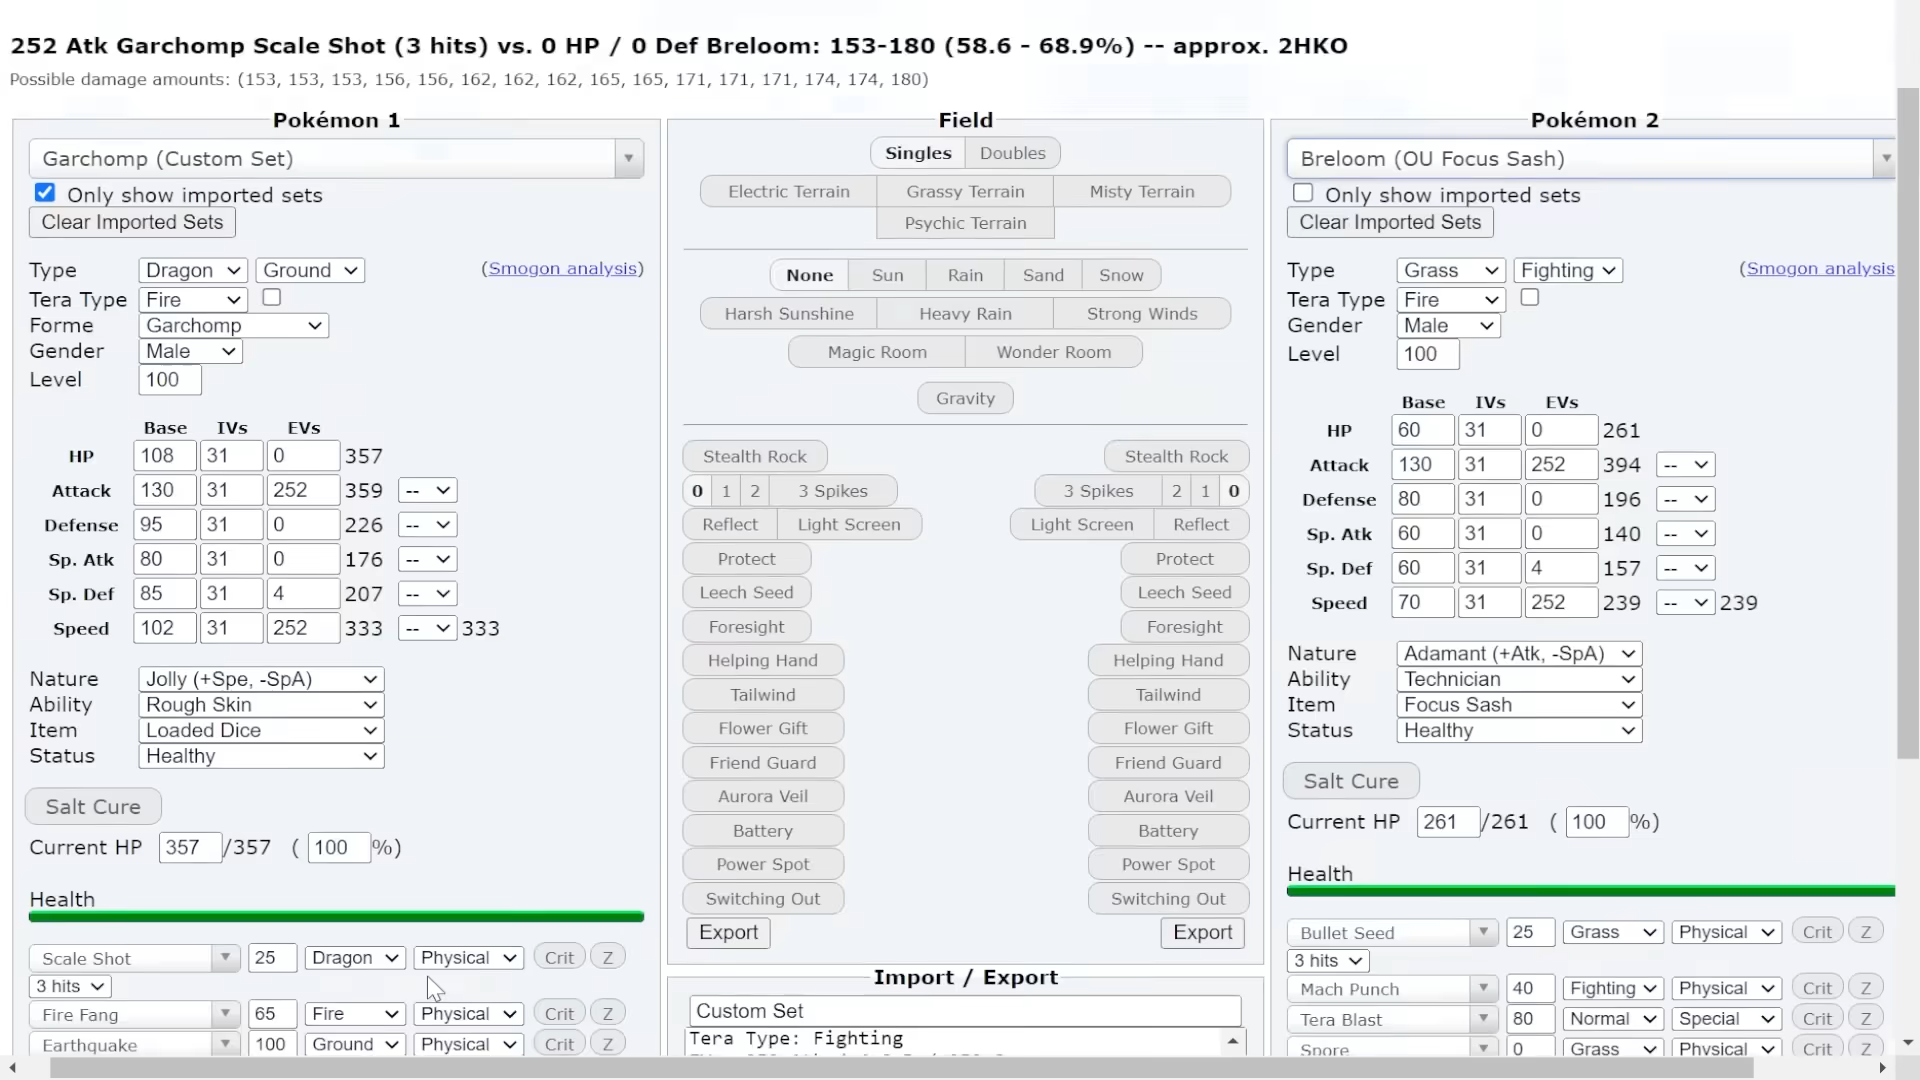 252 Atk Garchomp Scale Shot (3 hits) vs. 0 HP / 0 Def Breloom: 153-180 (58.6 - 68.9%) -- approx. 2HKO
Possible damage amounts: (153, 153, 153, 156, 156, 162, 162, 162, 165, 165, 171, 171, 171, 174, 174, 180)
Pokémon 1
Garchomp (Custom Set)
Only show imported sets
Clear Imported Sets
Type Dragon Ground (Smogon analysis)
Tera Type Fire
Forme Garchomp
Gender Male
Level 100
Base IVs EVs
HP 108 31 0 357
Attack 130 31 252 359 --
Defense 95 31 0 226 --
Sp. Atk 80 31 0 176 --
Sp. Def 85 31 4 207 --
Speed 102 31 252 333 -- 333
Nature Jolly (+Spe, -SpA)
Ability Rough Skin
Item Loaded Dice
Status Healthy
Salt Cure
Current HP 357 /357 ( 100 %)
Health
Scale Shot 25 Dragon Physical Crit Z
3 hits
Fire Fang 65 Fire Physical Crit Z
Earthquake 100 Ground Physical Crit Z
Field
Singles Doubles
Electric Terrain Grassy Terrain Misty Terrain
Psychic Terrain
None Sun Rain Sand Snow
Harsh Sunshine Heavy Rain Strong Winds
Magic Room Wonder Room
Gravity
Stealth Rock Stealth Rock
0 1 2 3 Spikes 3 Spikes 2 1 0
Reflect Light Screen Light Screen Reflect
Protect Protect
Leech Seed Leech Seed
Foresight Foresight
Helping Hand Helping Hand
Tailwind Tailwind
Flower Gift Flower Gift
Friend Guard Friend Guard
Aurora Veil Aurora Veil
Battery Battery
Power Spot Power Spot
Switching Out Switching Out
Export Export
Import / Export
Custom Set
Tera Type: Fighting
Pokémon 2
Breloom (OU Focus Sash)
Only show imported sets
Clear Imported Sets
Type Grass Fighting (Smogon analysis
Tera Type Fire
Gender Male
Level 100
Base IVs EVs
HP 60 31 0 261
Attack 130 31 252 394 --
Defense 80 31 0 196 --
Sp. Atk 60 31 0 140 --
Sp. Def 60 31 4 157 --
Speed 70 31 252 239 -- 239
Nature Adamant (+Atk, -SpA)
Ability Technician
Item Focus Sash
Status Healthy
Salt Cure
Current HP 261 /261 ( 100 %)
Health
Bullet Seed 25 Grass Physical Crit Z
3 hits
Mach Punch 40 Fighting Physical Crit Z
Tera Blast 80 Normal Special Crit Z
Spore 0 Grass Physical Crit Z